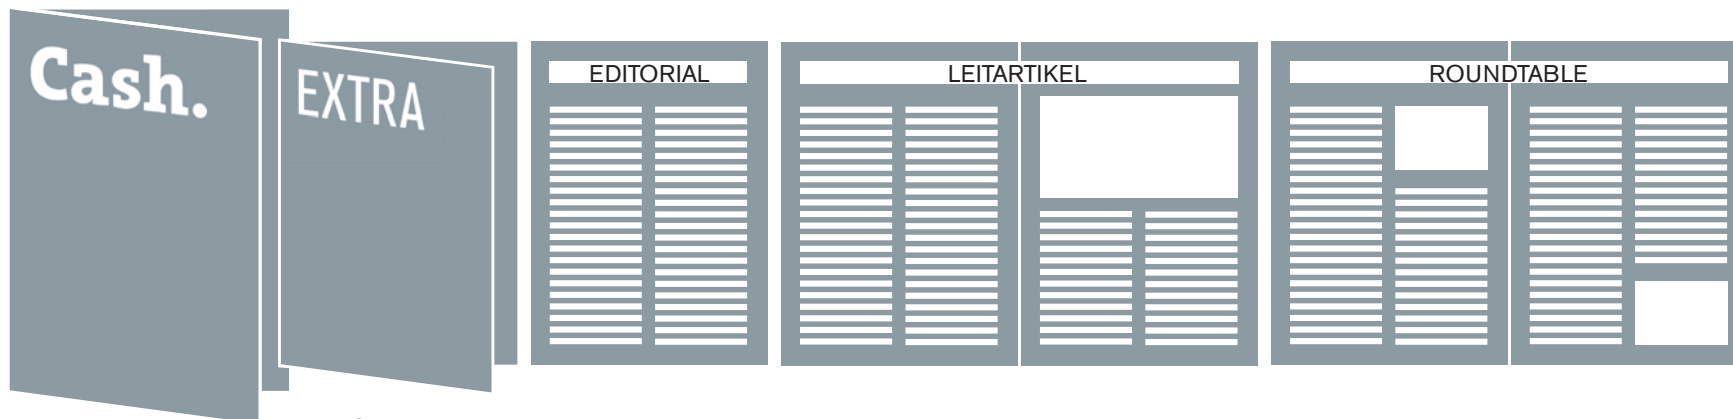 Cash.
EXTRA
EDITORIAL
LEITARTIKEL
ROUNDTABLE